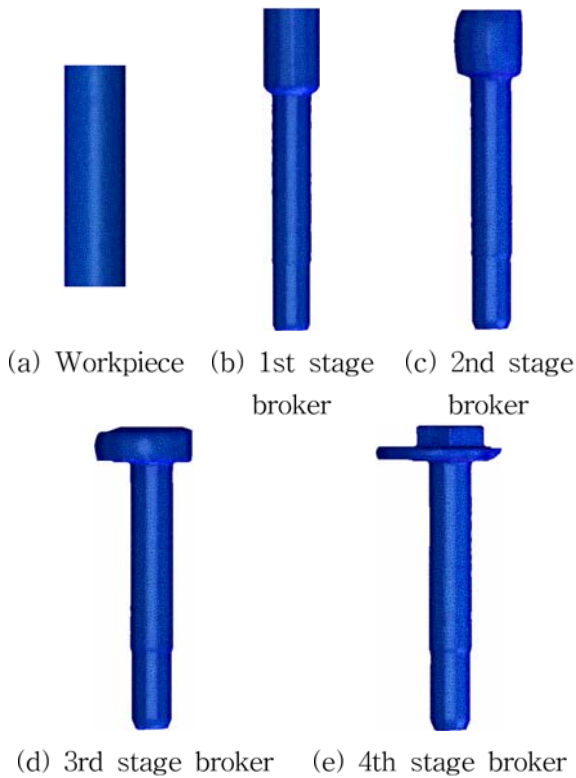 (a) Workpiece (b) 1st stage broker (c) 2nd stage broker
(d) 3rd stage broker (e) 4th stage broker